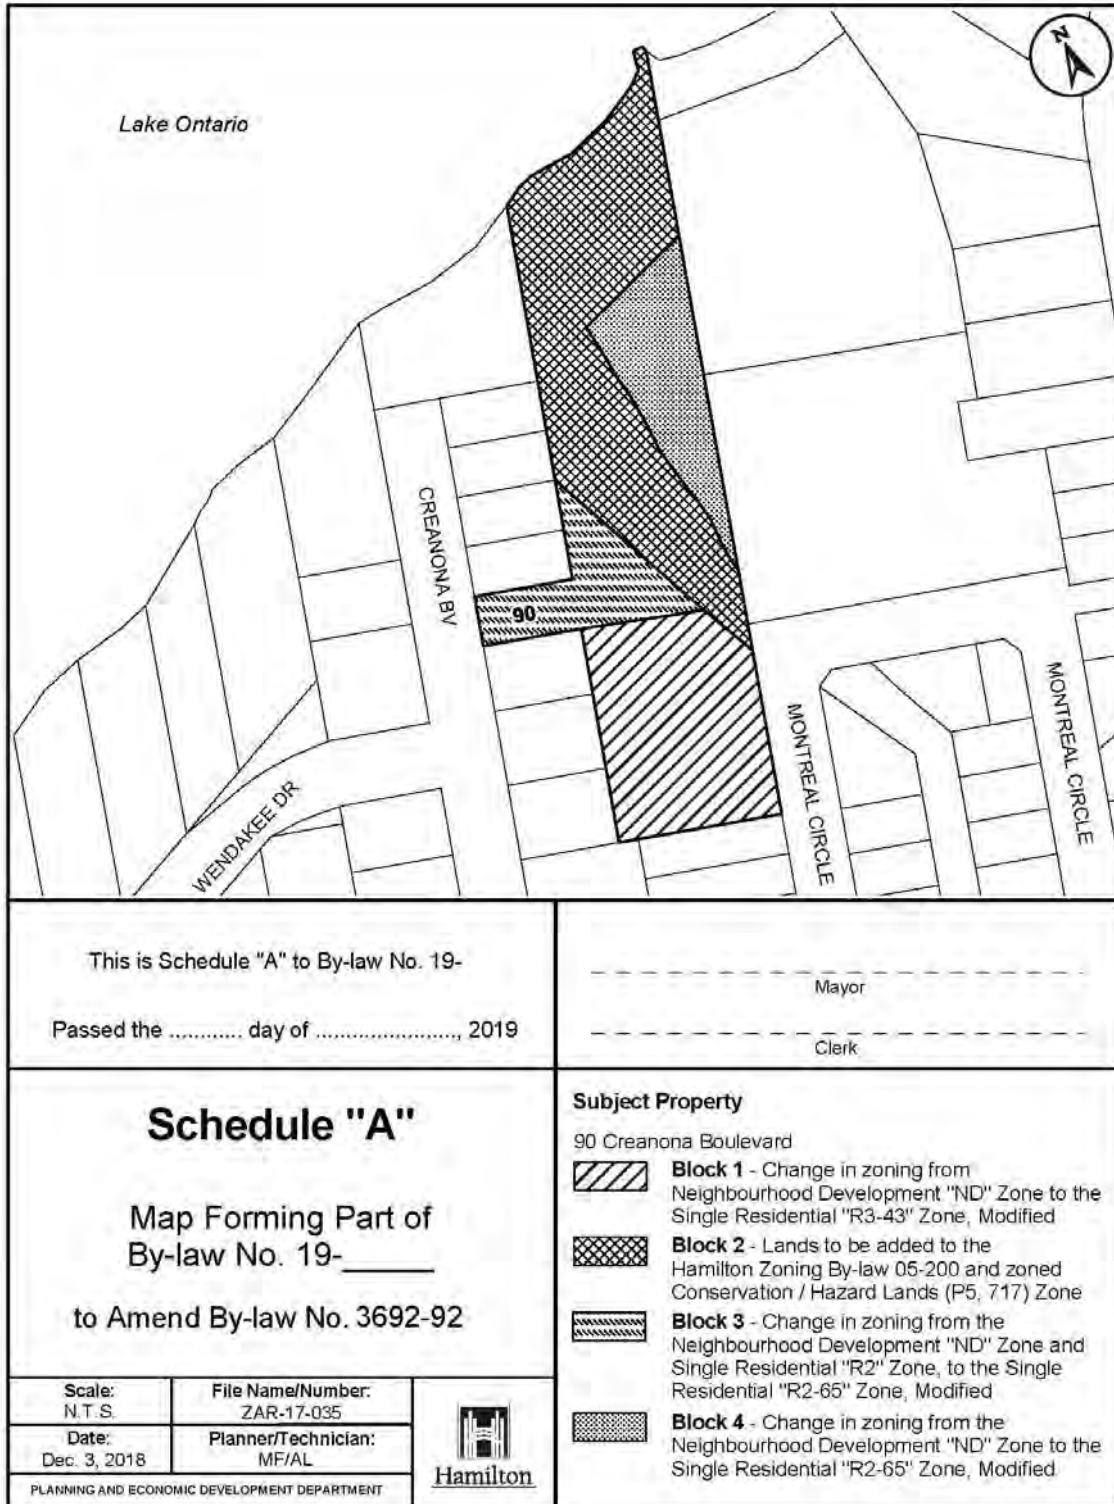 N
Lake Ontario
CREANONA BV
90
MONTREAL CIRCLE
MONTREAL CIRCLE
WENDAKEE DR
This is Schedule "A" to By-law No. 19-
Passed the ............ day of ......................., 2019
Mayor
Clerk
Schedule "A"
Map Forming Part of
By-law No. 19-______
to Amend By-law No. 3692-92
Scale:
N.T.S.
File Name/Number:
ZAR-17-035
Date:
Dec. 3, 2018
Planner/Technician:
MF/AL
PLANNING AND ECONOMIC DEVELOPMENT DEPARTMENT
Hamilton
Subject Property
90 Creanona Boulevard
Block 1 - Change in zoning from
Neighbourhood Development "ND" Zone to the
Single Residential "R3-43" Zone, Modified
Block 2 - Lands to be added to the
Hamilton Zoning By-law 05-200 and zoned
Conservation / Hazard Lands (P5, 717) Zone
Block 3 - Change in zoning from the
Neighbourhood Development "ND" Zone and
Single Residential "R2" Zone, to the Single
Residential "R2-65" Zone, Modified
Block 4 - Change in zoning from the
Neighbourhood Development "ND" Zone to the
Single Residential "R2-65" Zone, Modified